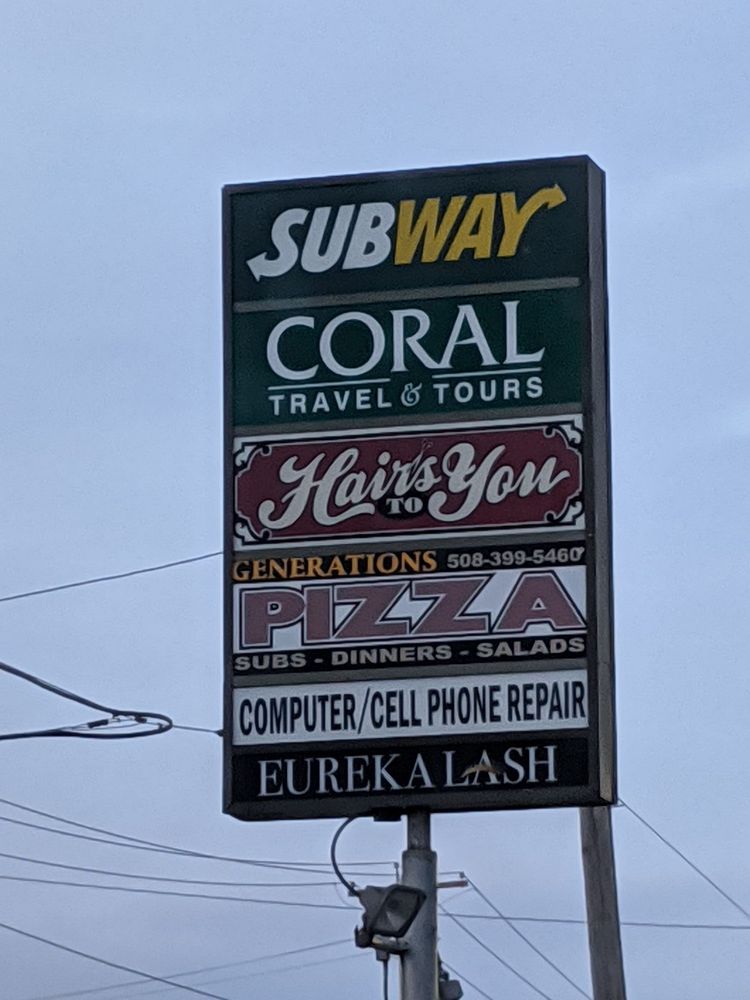 SUBWAY
CORAL
TRAVEL & TOURS
Hair's TO You
GENERATIONS 508-399-5460
PIZZA
SUBS - DINNERS - SALADS
COMPUTER/CELL PHONE REPAIR
EUREKA LASH